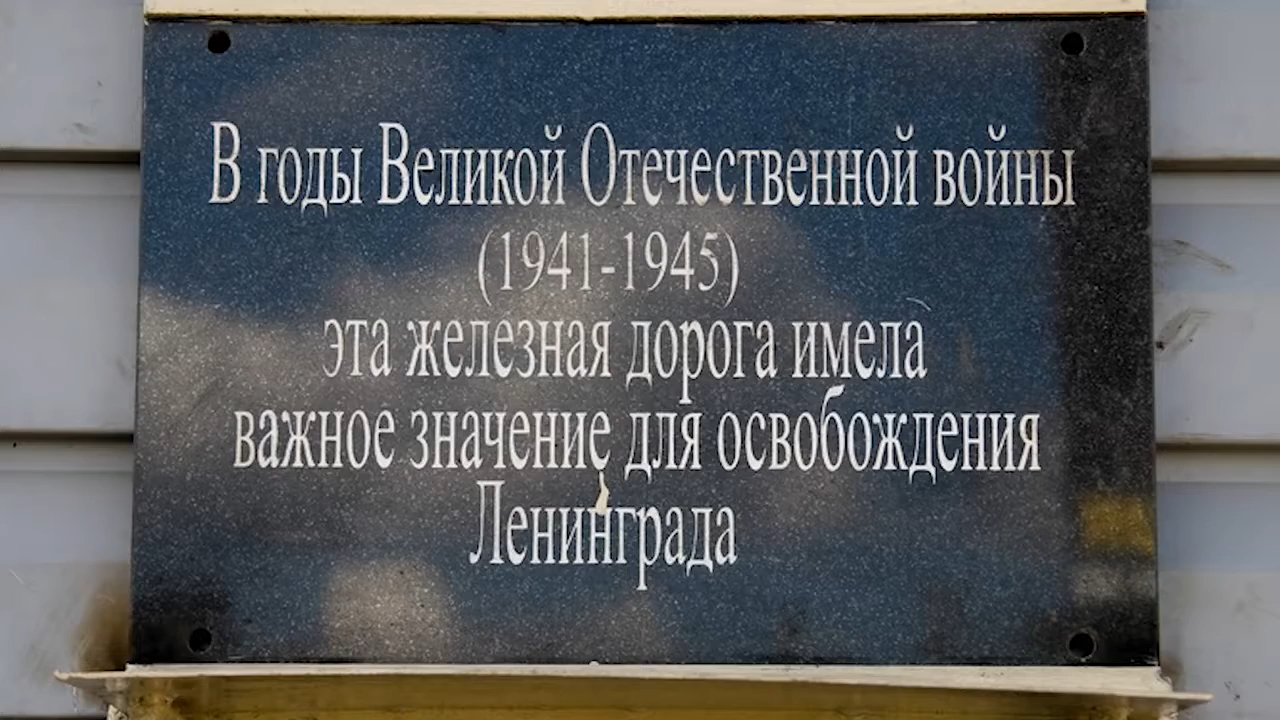 В годы Великой Отечественной войны
(1941-1945)
эта железная дорога имела
важное значение для освобождения
Ленинграда